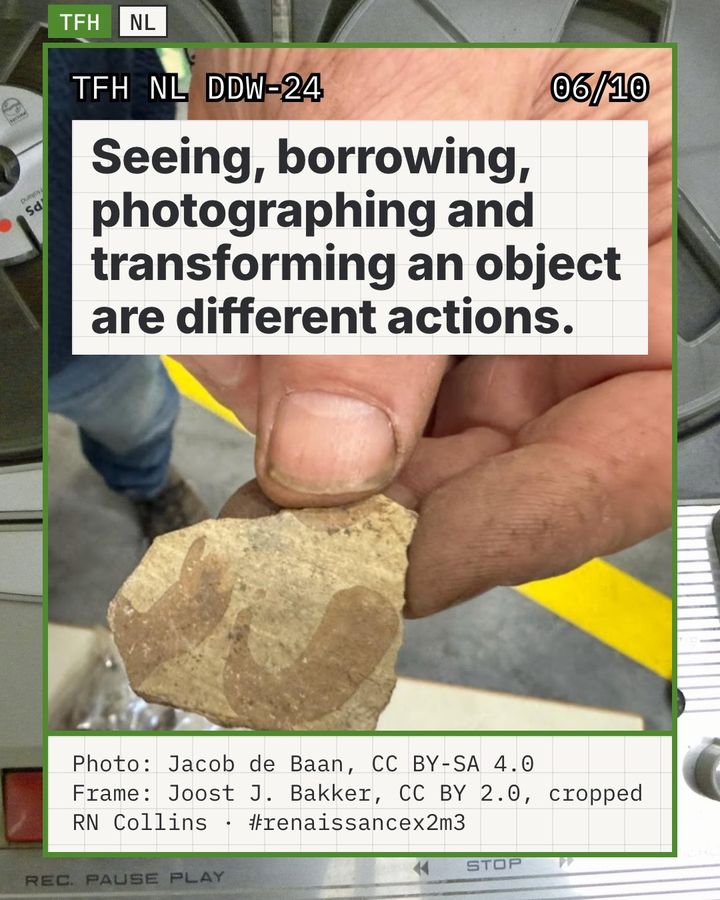 TFH NL
TFH NL DDW-24
06/10
Seeing, borrowing,
photographing and
transforming an object
are different actions.
Photo: Jacob de Baan, CC BY-SA 4.0
Frame: Joost J. Bakker, CC BY 2.0, cropped
RN Collins · #renaissancex2m3
REC. PAUSE PLAY
STOP